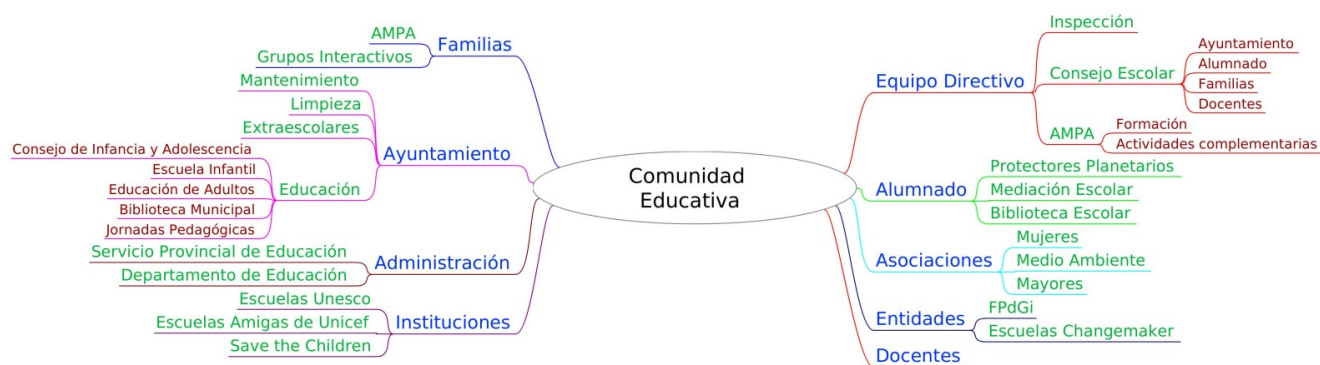 Comunidad
Educativa
Familias
AMPA
Grupos Interactivos
Ayuntamiento
Mantenimiento
Limpieza
Extraescolares
Educación
Consejo de Infancia y Adolescencia
Escuela Infantil
Educación de Adultos
Biblioteca Municipal
Jornadas Pedagógicas
Administración
Servicio Provincial de Educación
Departamento de Educación
Instituciones
Escuelas Unesco
Escuelas Amigas de Unicef
Save the Children
Equipo Directivo
Inspección
Consejo Escolar
Ayuntamiento
Alumnado
Familias
Docentes
AMPA
Formación
Actividades complementarias
Alumnado
Protectores Planetarios
Mediación Escolar
Biblioteca Escolar
Asociaciones
Mujeres
Medio Ambiente
Mayores
Entidades
FPdGi
Escuelas Changemaker
Docentes